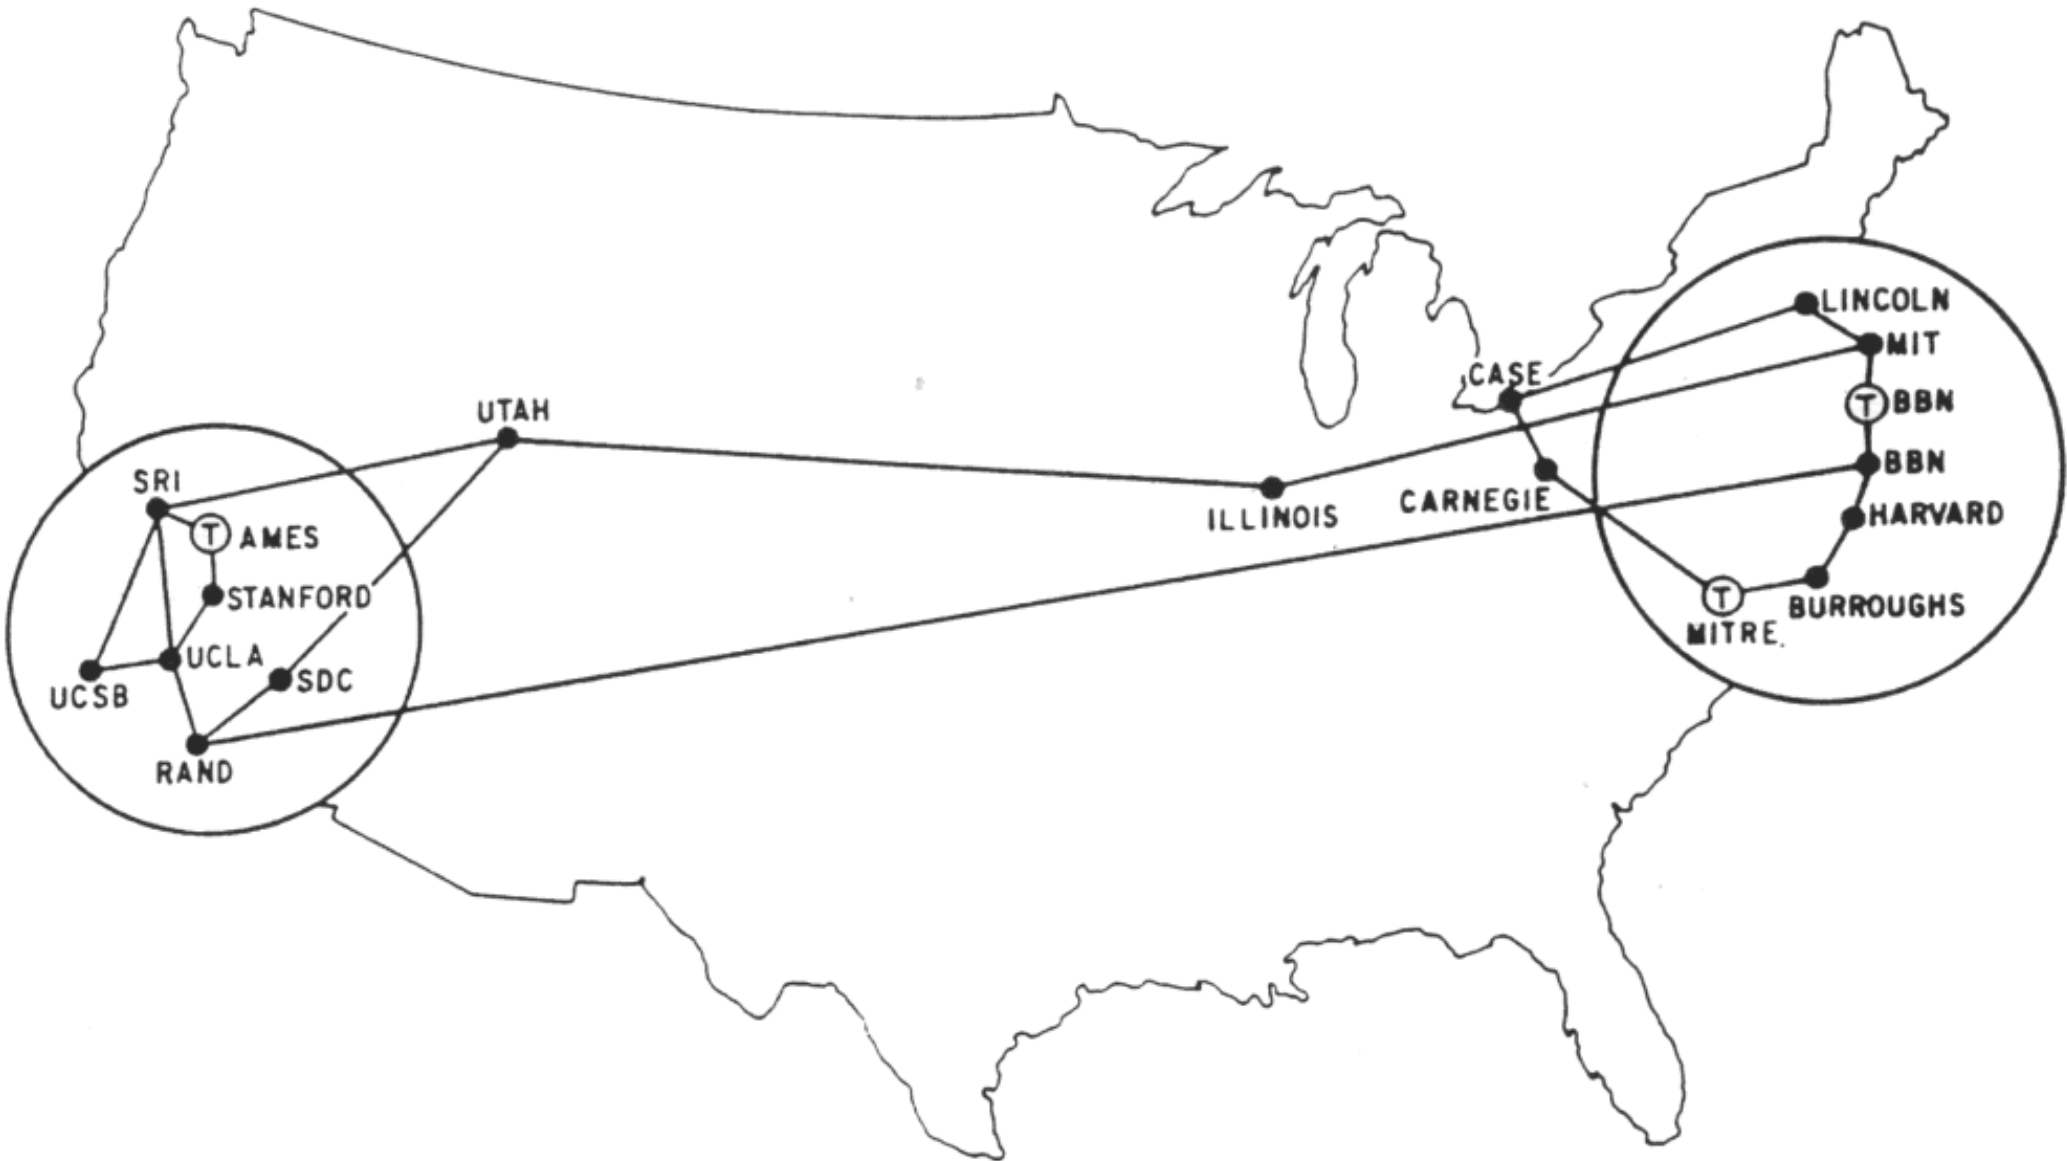 LINCOLN
MIT
CASE
T BBN
UTAH
BBN
SRI
CARNEGIE
ILLINOIS
HARVARD
T AMES
STANFORD
T
BURROUGHS
MITRE.
UCLA
SDC
UCSB
RAND